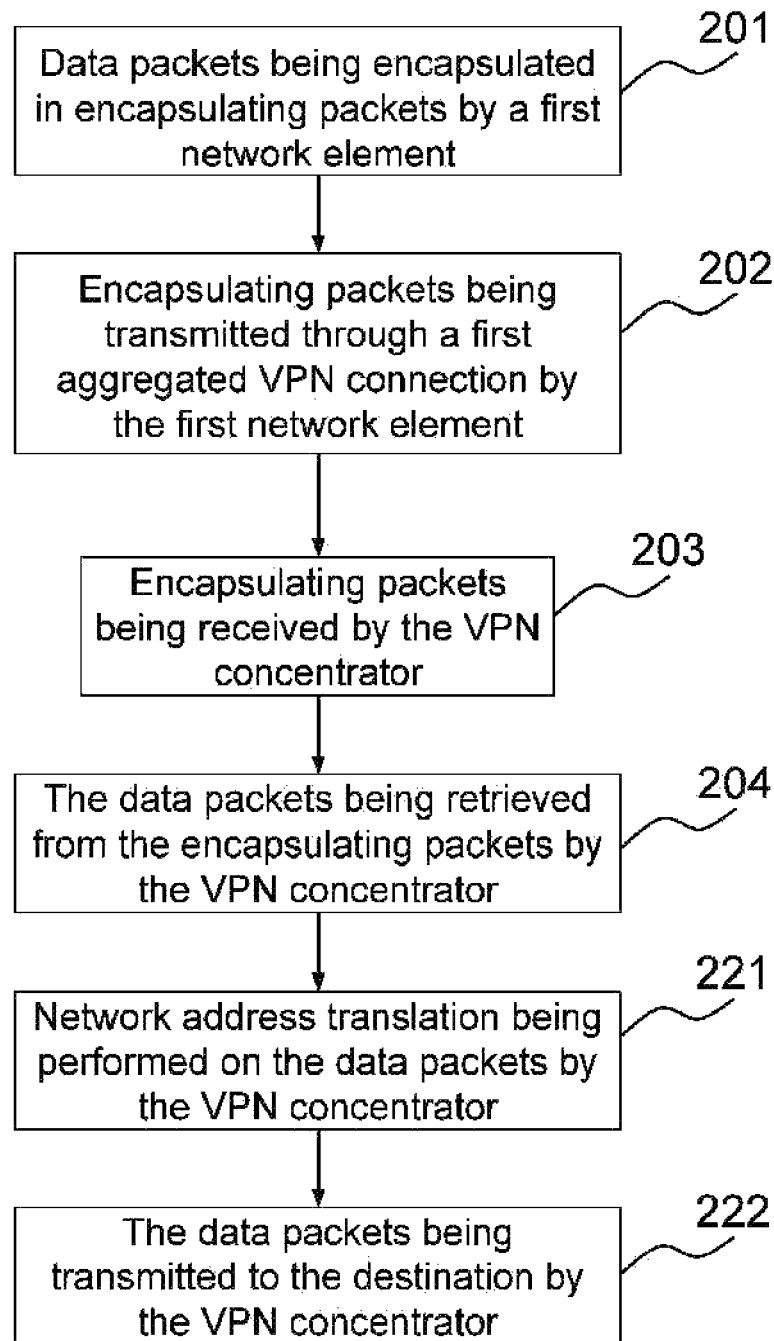 201
Data packets being encapsulated
in encapsulating packets by a first
network element
202
Encapsulating packets being
transmitted through a first
aggregated VPN connection by
the first network element
203
Encapsulating packets
being received by the VPN
concentrator
204
The data packets being retrieved
from the encapsulating packets by
the VPN concentrator
221
Network address translation being
performed on the data packets by
the VPN concentrator
222
The data packets being
transmitted to the destination by
the VPN concentrator